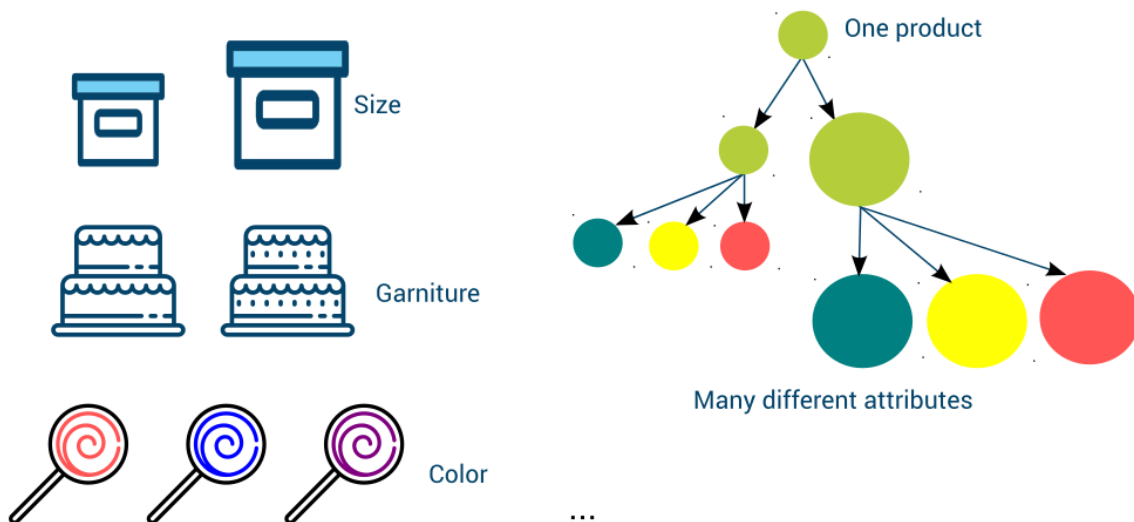 One product
Size
Garniture
Many different attributes
Color
...